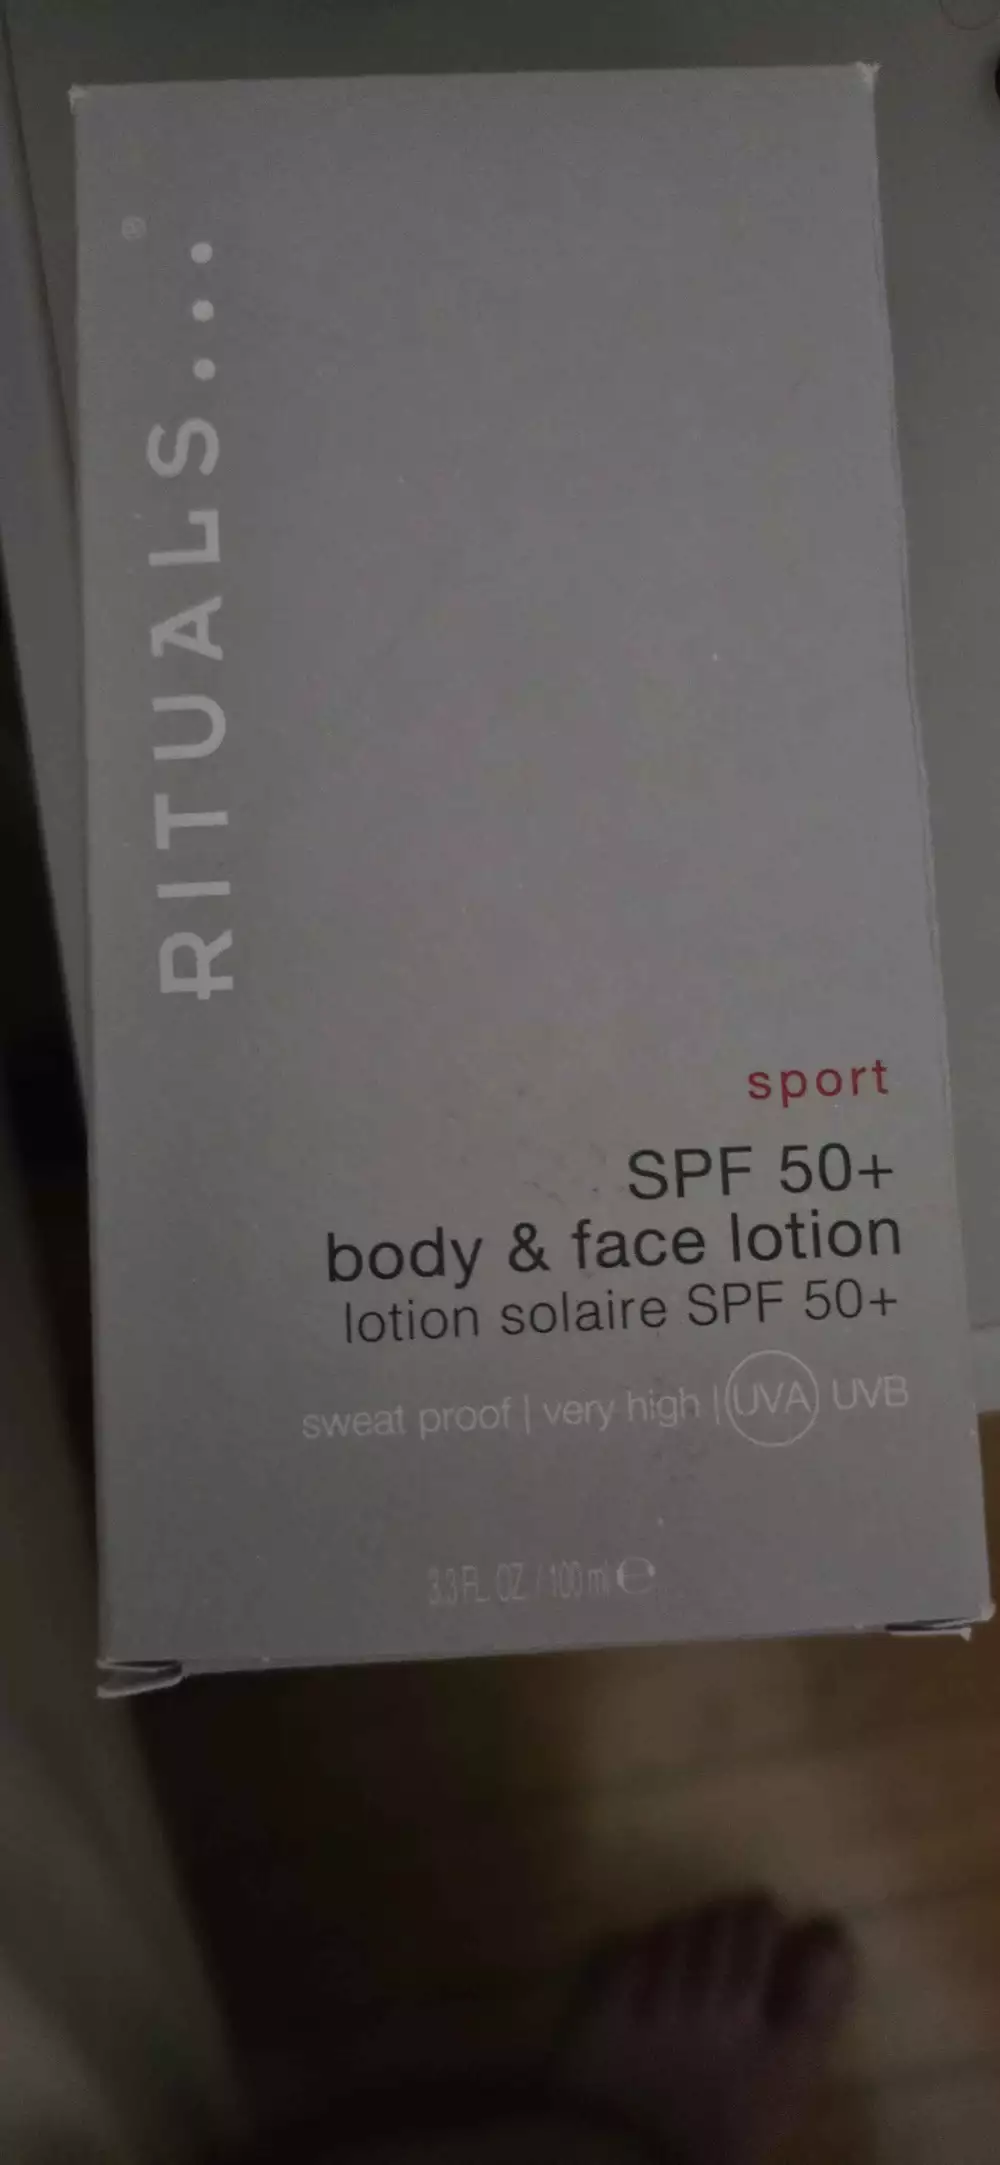 RITUALS...®
sport
SPF 50+
body & face lotion
lotion solaire SPF 50+
sweat proof | very high | UVA UVB
3.3 FL. OZ / 100 ml ℮